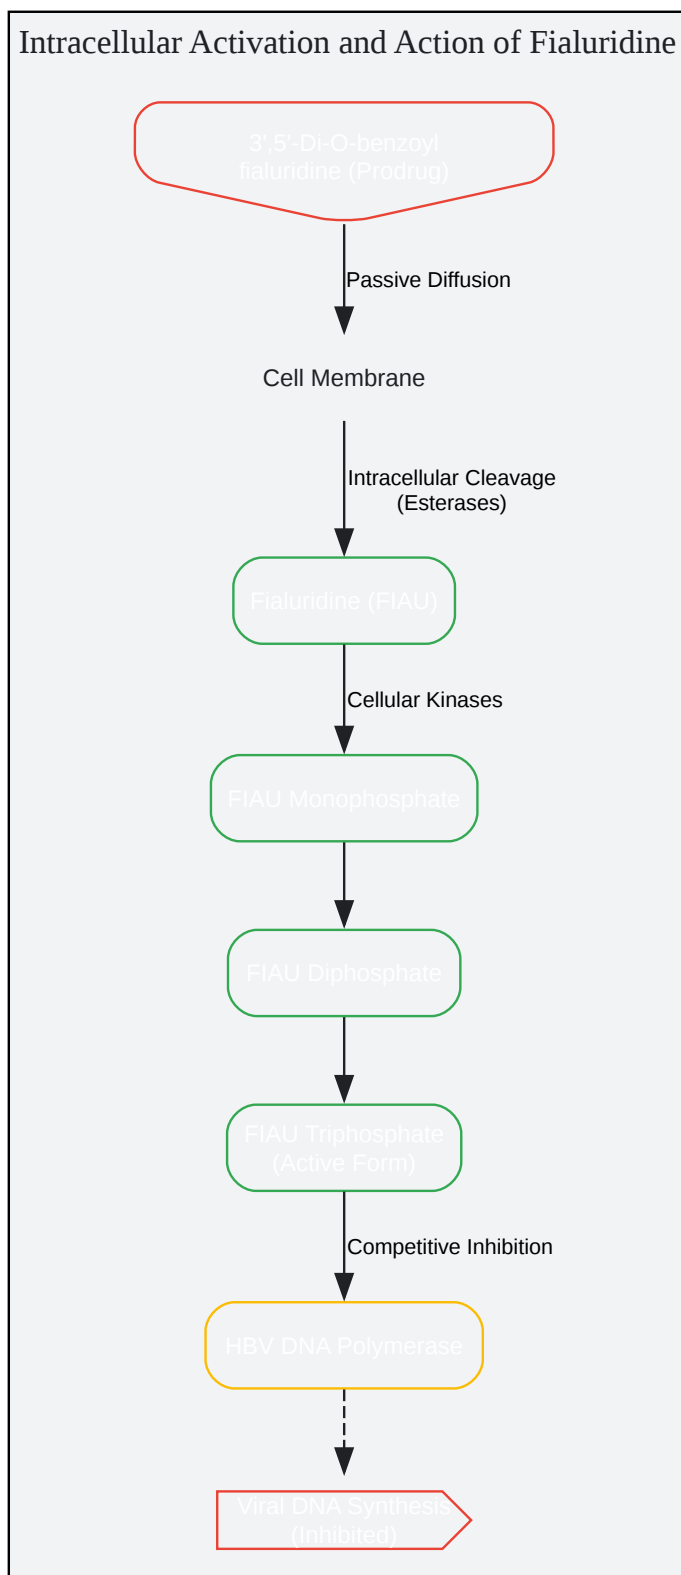 Intracellular Activation and Action of Fialuridine
3',5'-Di-O-benzoyl
fialuridine (Prodrug)
Passive Diffusion
Cell Membrane
Intracellular Cleavage
(Esterases)
Fialuridine (FIAU)
Cellular Kinases
FIAU Monophosphate
FIAU Diphosphate
FIAU Triphosphate
(Active Form)
Competitive Inhibition
HBV DNA Polymerase
Viral DNA Synthesis
(Inhibited)